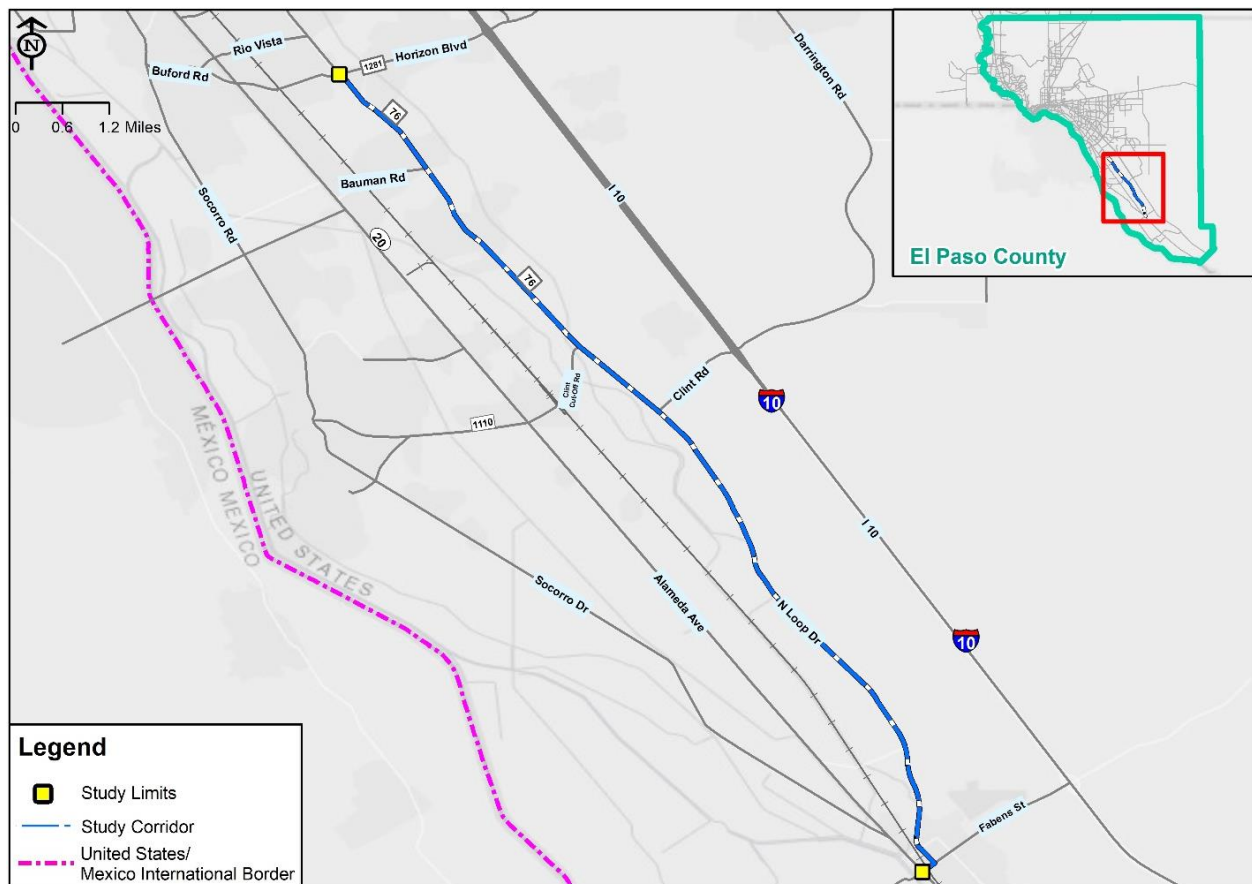 N
0 0.6 1.2 Miles
Rio Vista
Buford Rd
1281
Horizon Blvd
Darrington Rd
76
Bauman Rd
Socorro Rd
20
I 10
76
Clint
Cut-Off Rd
Clint Rd
1110
10
MÉXICO MEXICO
UNITED STATES
I 10
Socorro Dr
Alameda Ave
N Loop Dr
10
Fabens St
El Paso County
Legend
Study Limits
Study Corridor
United States/
Mexico International Border